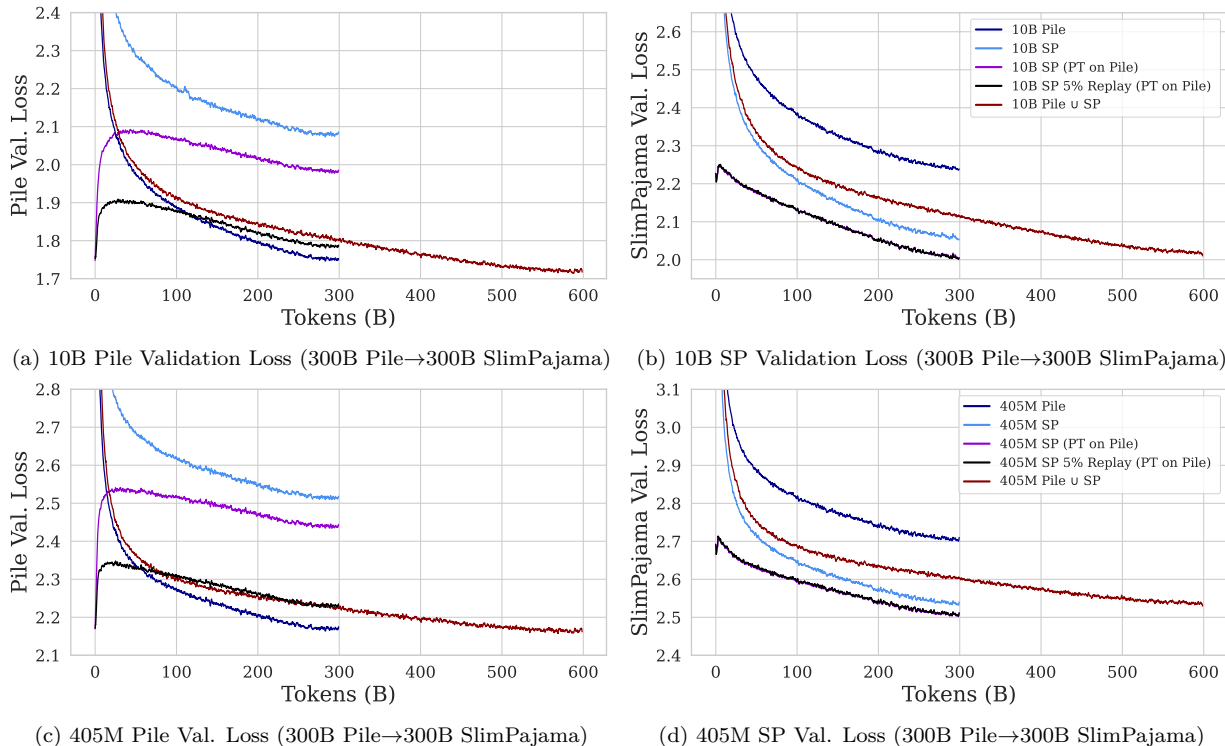 2.4
2.3
2.2
2.1
2.0
1.9
1.8
1.7
Pile Val. Loss
0 100 200 300 400 500 600
Tokens (B)
(a) 10B Pile Validation Loss (300B Pile→300B SlimPajama)
2.6
2.5
2.4
2.3
2.2
2.1
2.0
SlimPajama Val. Loss
10B Pile
10B SP
10B SP (PT on Pile)
10B SP 5% Replay (PT on Pile)
10B Pile ∪ SP
0 100 200 300 400 500 600
Tokens (B)
(b) 10B SP Validation Loss (300B Pile→300B SlimPajama)
2.8
2.7
2.6
2.5
2.4
2.3
2.2
2.1
Pile Val. Loss
0 100 200 300 400 500 600
Tokens (B)
(c) 405M Pile Val. Loss (300B Pile→300B SlimPajama)
3.1
3.0
2.9
2.8
2.7
2.6
2.5
2.4
SlimPajama Val. Loss
405M Pile
405M SP
405M SP (PT on Pile)
405M SP 5% Replay (PT on Pile)
405M Pile ∪ SP
0 100 200 300 400 500 600
Tokens (B)
(d) 405M SP Val. Loss (300B Pile→300B SlimPajama)